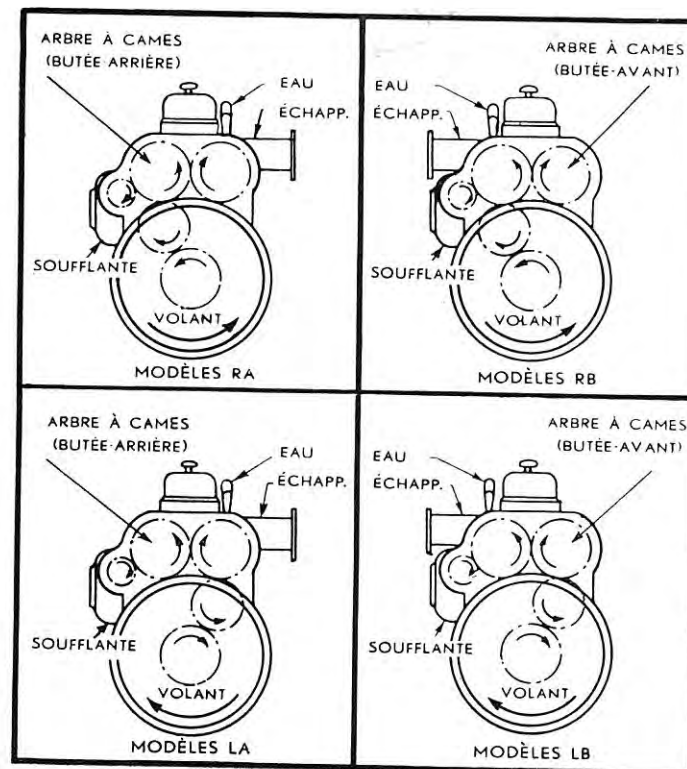 ARBRE À CAMES
(BUTÉE-ARRIÈRE)
EAU
ÉCHAPP.
SOUFFLANTE
VOLANT
MODÈLES RA
ARBRE À CAMES
(BUTÉE-AVANT)
EAU
ÉCHAPP.
SOUFFLANTE
VOLANT
MODÈLES RB
ARBRE À CAMES
(BUTÉE-ARRIÈRE)
EAU
ÉCHAPP.
SOUFFLANTE
VOLANT
MODÈLES LA
ARBRE À CAMES
(BUTÉE-AVANT)
EAU
ÉCHAPP.
SOUFFLANTE
VOLANT
MODÈLES LB